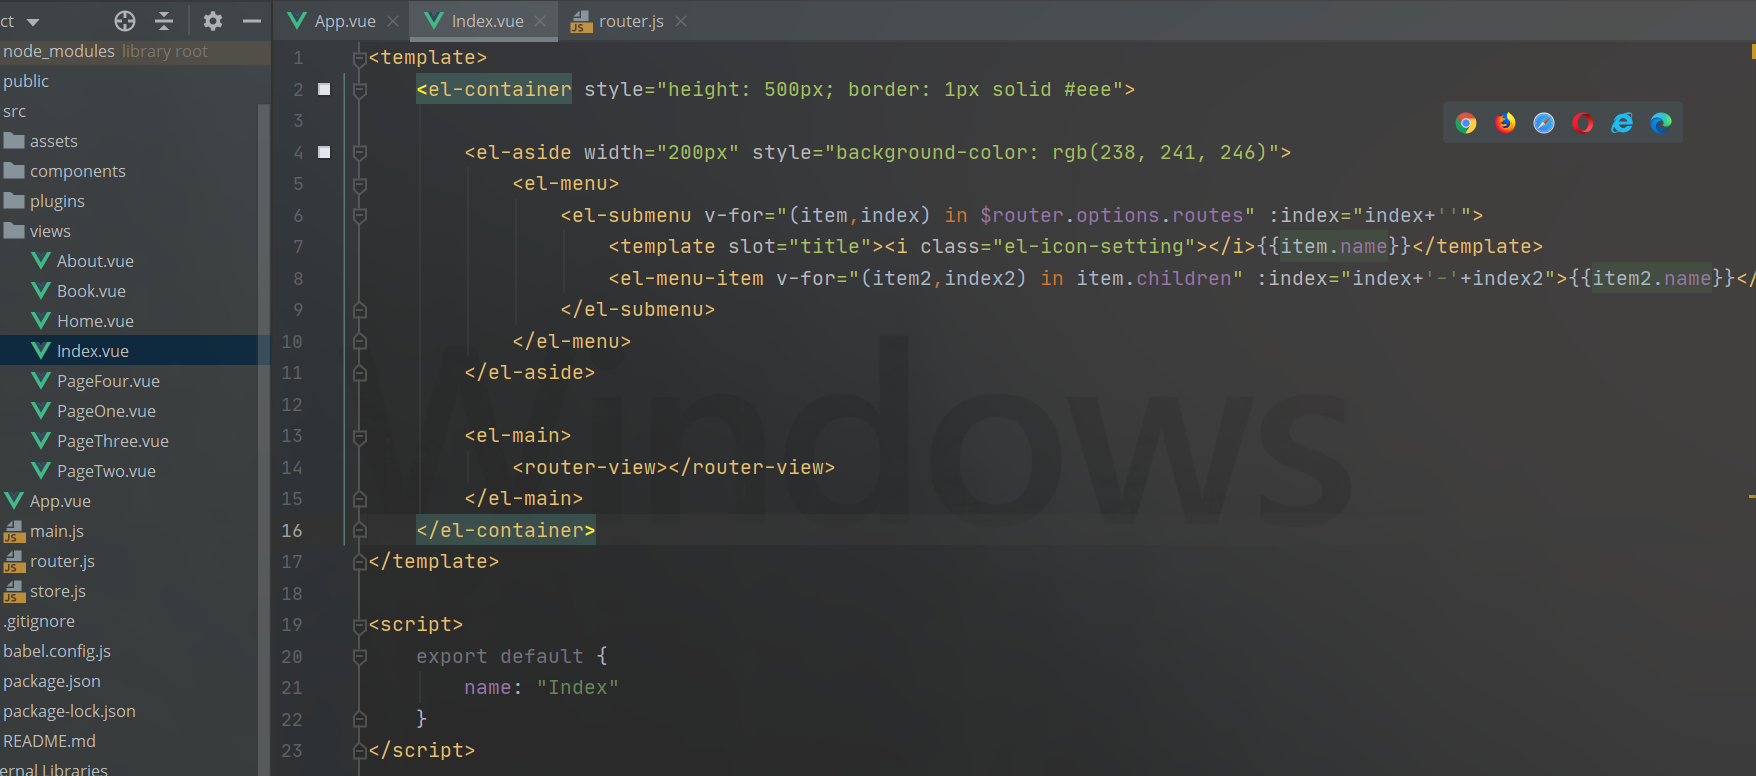 ct
App.vue
Index.vue
router.js
node_modules library root
public
src
assets
components
plugins
views
About.vue
Book.vue
Home.vue
Index.vue
PageFour.vue
PageOne.vue
PageThree.vue
PageTwo.vue
App.vue
main.js
router.js
store.js
.gitignore
babel.config.js
package.json
package-lock.json
README.md
ernal Libraries
1 <template>
2 <el-container style="height: 500px; border: 1px solid #eee">
3
4 <el-aside width="200px" style="background-color: rgb(238, 241, 246)">
5 <el-menu>
6 <el-submenu v-for="(item,index) in $router.options.routes" :index="index+''">
7 <template slot="title"><i class="el-icon-setting"></i>{{item.name}}</template>
8 <el-menu-item v-for="(item2,index2) in item.children" :index="index+'-'+index2">{{item2.name}}</
9 </el-submenu>
10 </el-menu>
11 </el-aside>
12
13 <el-main>
14 <router-view></router-view>
15 </el-main>
16 </el-container>
17 </template>
18
19 <script>
20 export default {
21 name: "Index"
22 }
23 </script>
Windows